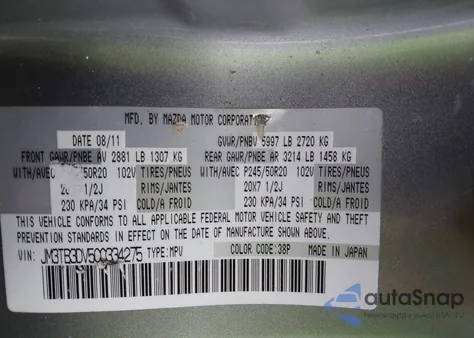 MFD. BY MAZDA MOTOR CORPORATION
DATE 08/11 GVWR/PNBV 5997 LB 2720 KG
FRONT GAWR/PNBE AV 2881 LB 1307 KG REAR GAWR/PNBE AR 3214 LB 1458 KG
WITH/AVEC /50R20 102V TIRES/PNEUS WITH/AVEC P245/50R20 102V TIRES/PNEUS
20 1/2J RIMS/JANTES 20X7 1/2J RIMS/JANTES
230 KPA/34 PSI COLD/A FROID 230 KPA/34 PSI COLD/A FROID
THIS VEHICLE CONFORMS TO ALL APPLICABLE FEDERAL MOTOR VEHICLE SAFETY AND THEFT
PREVENTION STANDARDS IN EFFECT ON THE DATE OF MANUFACTURE SHOWN ABOVE.
VIN: JM3TB3DV5C0334275 TYPE:MPV COLOR CODE:38P MADE IN JAPAN
autaSnap